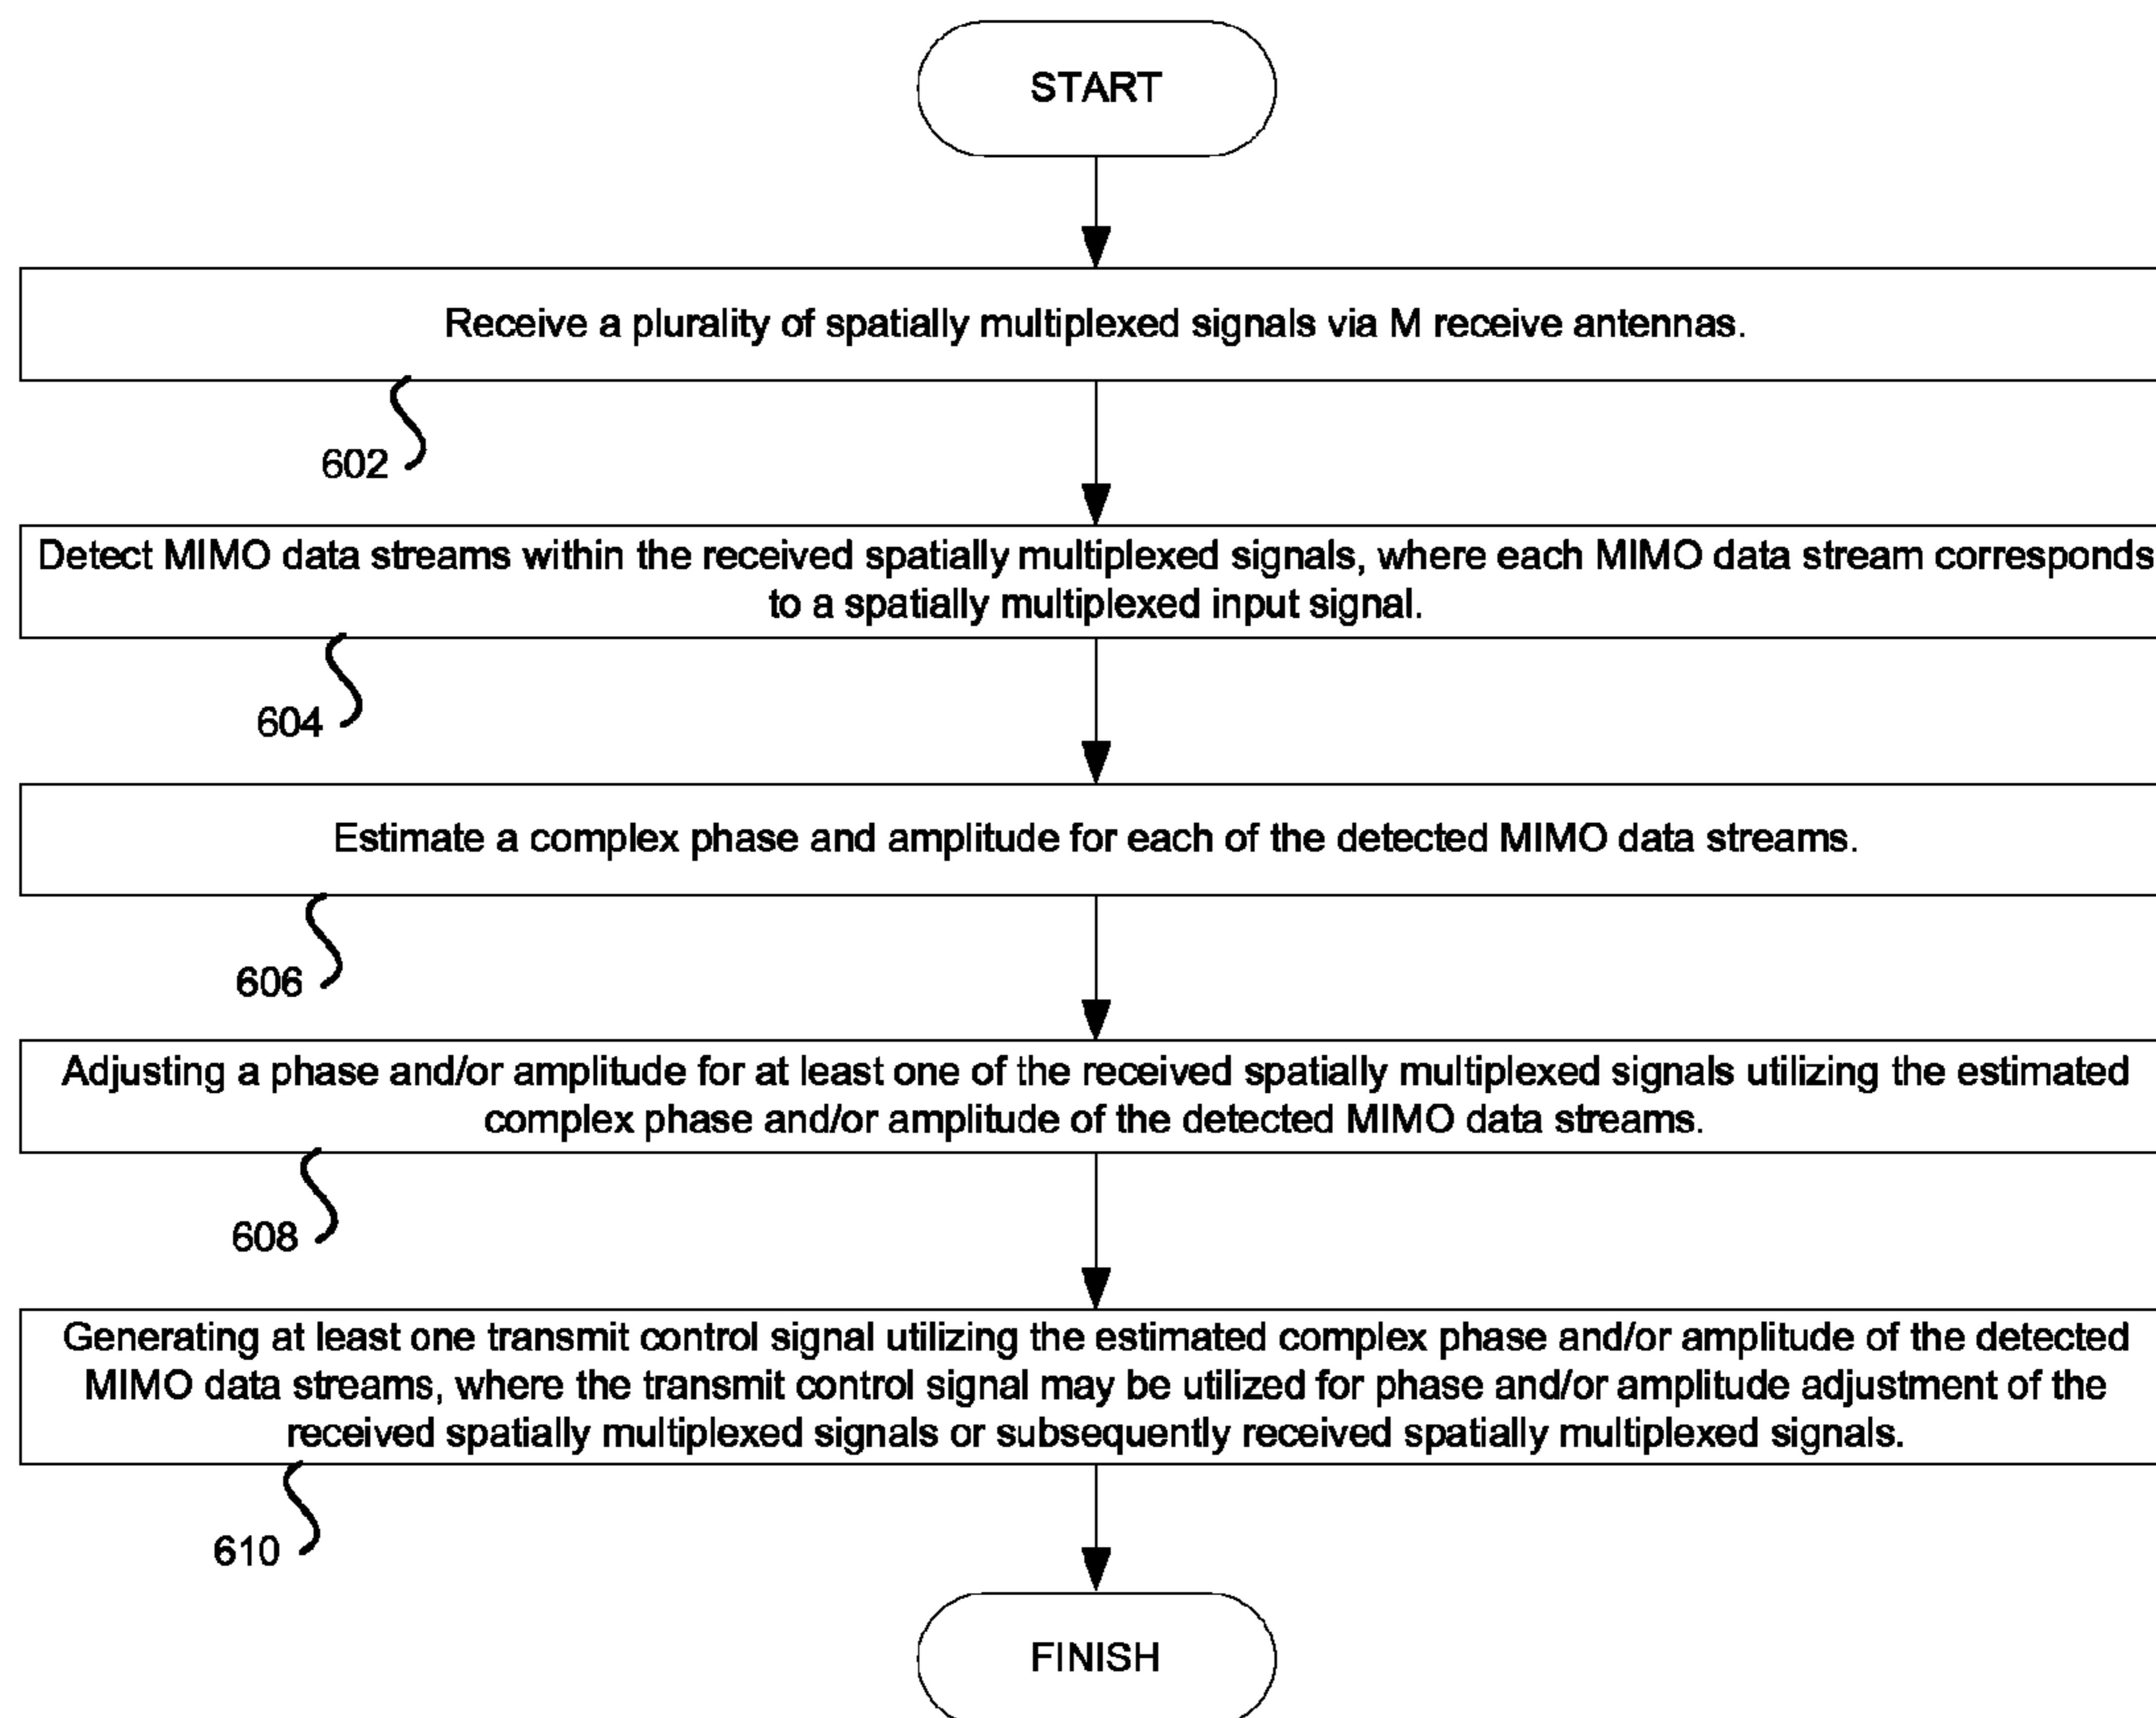 START
Receive a plurality of spatially multiplexed signals via M receive antennas.
602
Detect MIMO data streams within the received spatially multiplexed signals, where each MIMO data stream corresponds
to a spatially multiplexed input signal.
604
Estimate a complex phase and amplitude for each of the detected MIMO data streams.
606
Adjusting a phase and/or amplitude for at least one of the received spatially multiplexed signals utilizing the estimated
complex phase and/or amplitude of the detected MIMO data streams.
608
Generating at least one transmit control signal utilizing the estimated complex phase and/or amplitude of the detected
MIMO data streams, where the transmit control signal may be utilized for phase and/or amplitude adjustment of the
received spatially multiplexed signals or subsequently received spatially multiplexed signals.
610
FINISH